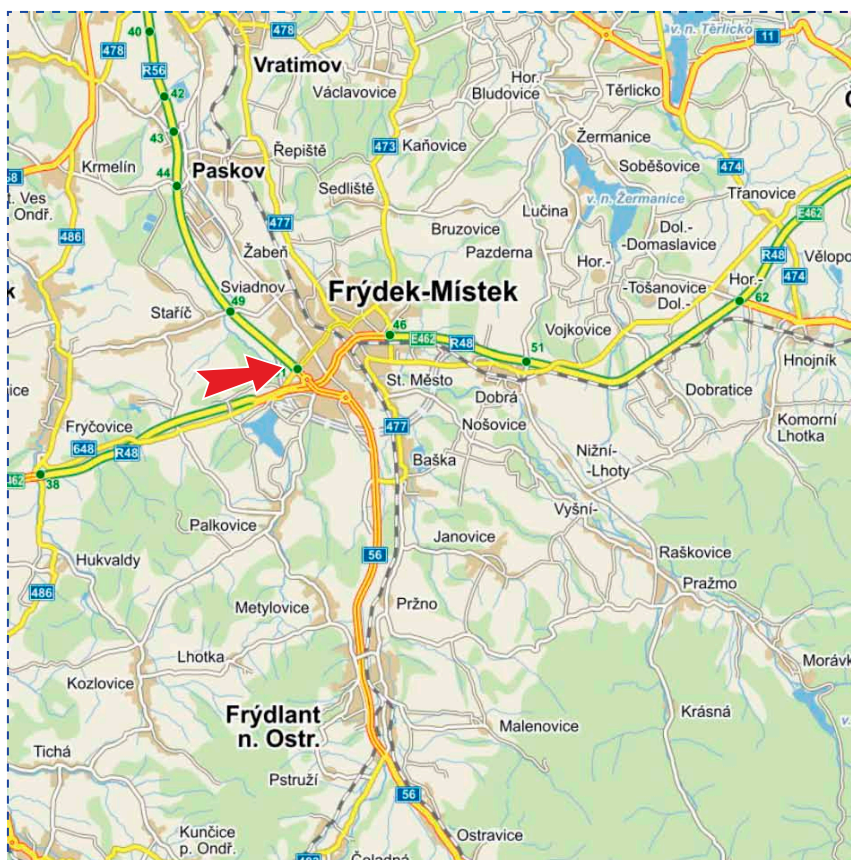 40
478
478
v. n. Těrlicko
11
Vratimov
R56
Hor.
Bludovice
Těrlicko
42
Václavovice
43
Řepiště
473
Kaňovice
Žermanice
Krmelín
Paskov
Soběšovice
474
44
Sedliště
v. n. Žermanice
Třanovice
Ves
Ondř.
Lučina
E462
486
477
Bruzovice
Dol.-
-Domaslavice
Žabeň
Pazderna
R48
Hor.-
Sviadnov
-Tošanovice
Hor.-
474
Frýdek-Místek
Dol.-
62
49
Staříč
46
E462
R48
Vojkovice
51
Hnojník
St. Město
Dobrá
Dobratice
Fryčovice
Komorní
Lhotka
648
R48
477
Nošovice
Nižní-
-Lhoty
Baška
462
38
Vyšní-
Palkovice
Janovice
Hukvaldy
56
Raškovice
486
Pražmo
Metylovice
Pržno
Lhotka
Kozlovice
Frýdlant
n. Ostr.
Krásná
Malenovice
Tichá
Pstruží
56
Kunčice
p. Ondř.
Ostravice